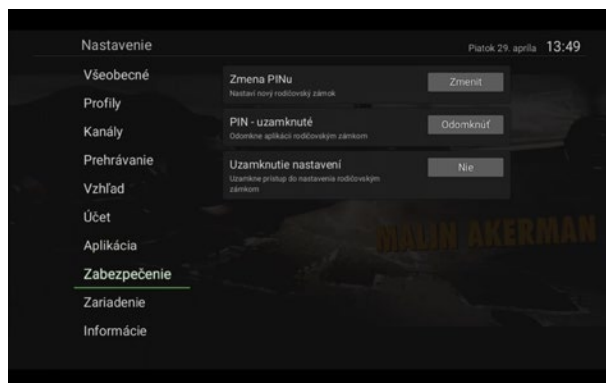 Nastavenie
Piatok 29. apríla 13:49
Všeobecné
Profily
Kanály
Prehrávanie
Vzhľad
Účet
Aplikácia
Zabezpečenie
Zariadenie
Informácie
Zmena PINu
Nastaví nový rodičovský zámok
Zmeniť
PIN - uzamknuté
Odomkne aplikácii rodičovským zámkom
Odomknúť
Uzamknutie nastavení
Uzamkne prístup do nastavenia rodičovským
zámkom
Nie
MALIN AKERMAN